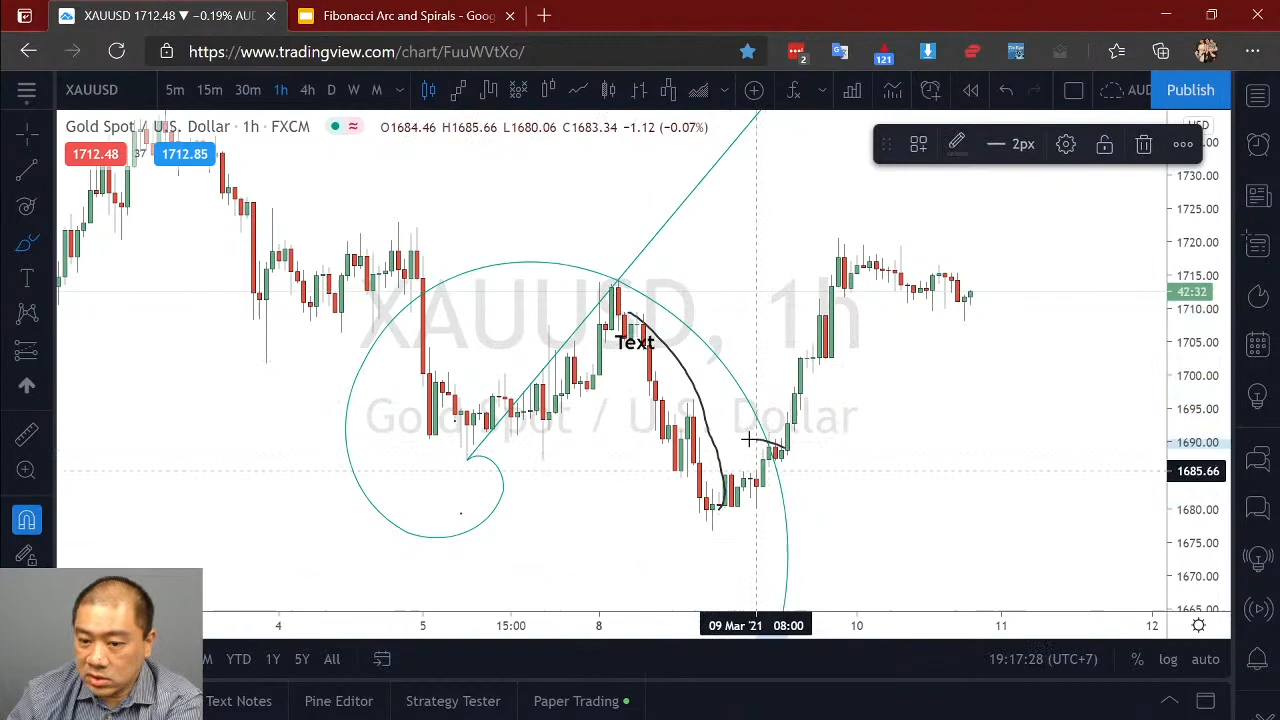 XAUUSD 1712.48 ▼ −0.19% AUD
Fibonacci Arc and Spirals - Goog
https://www.tradingview.com/chart/FuuWVtXo/
2
121
XAUUSD 5m 15m 30m 1h 4h D W M AUD Publish
Gold Spot / U.S. Dollar · 1h · FXCM O1684.46 H1685.66 L1680.06 C1683.34 −1.12 (−0.07%)
1712.48 37 1712.85
2px
USD
1730.00
1725.00
1720.00
1715.00
42:32
1710.00
1705.00
1700.00
1695.00
1690.00
1685.66
1680.00
1675.00
1670.00
1665.00
XAUUSD, 1h
Gold Spot / U.S. Dollar
Text
4 5 15:00 8 09 Mar '21 08:00 10 11 12
YTD 1Y 5Y All 19:17:28 (UTC+7) % log auto
Text Notes Pine Editor Strategy Tester Paper Trading